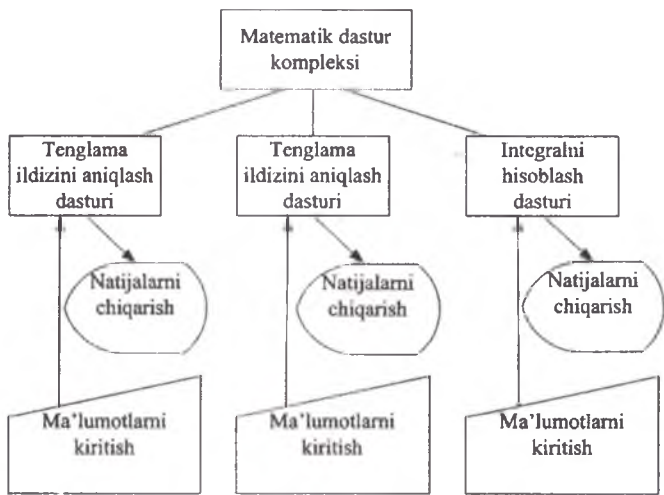 Matematik dastur
kompleksi
Tenglama
ildizini aniqlash
dasturi
Tenglama
ildizini aniqlash
dasturi
Integralni
hisoblash
dasturi
Natijalarni
chiqarish
Natijalarni
chiqarish
Natijalarni
chiqarish
Ma'lumotlarni
kiritish
Ma'lumotlarni
kiritish
Ma'lumotlarni
kiritish